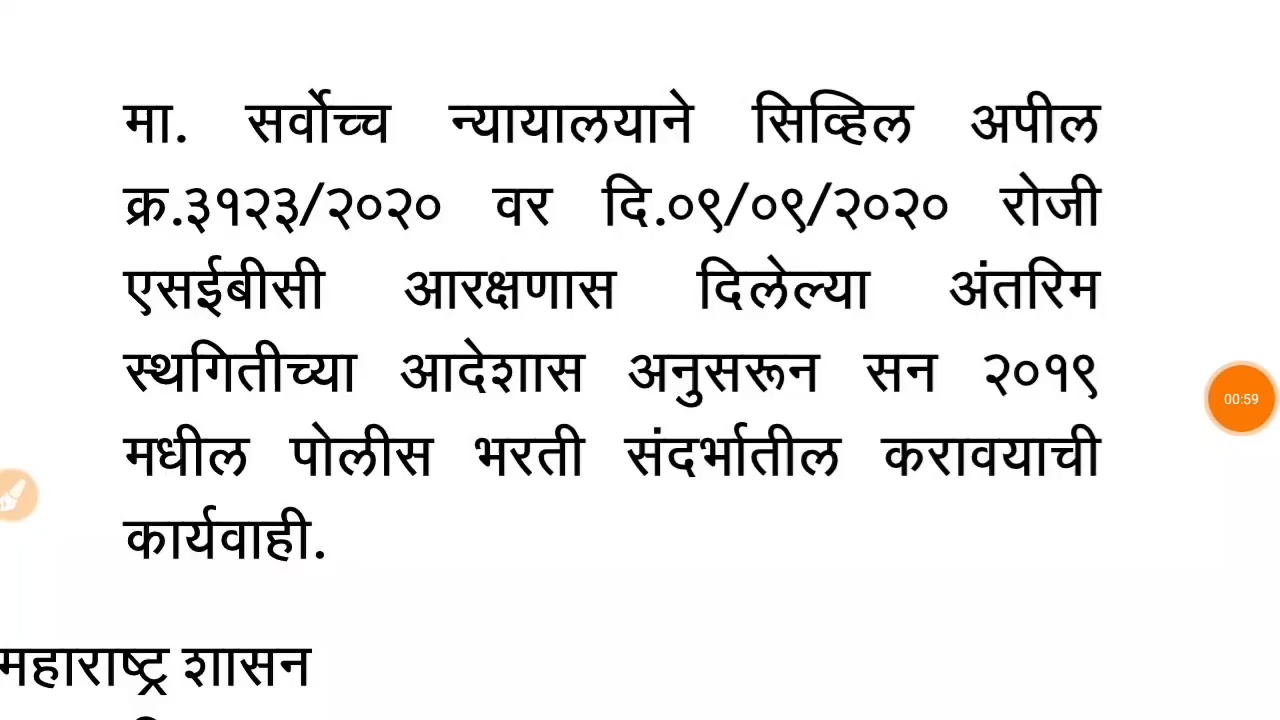 मा. सर्वोच्च न्यायालयाने सिव्हिल अपील
क्र.३१२३/२०२० वर दि.०९/०९/२०२० रोजी
एसईबीसी आरक्षणास दिलेल्या अंतरिम
स्थगितीच्या आदेशास अनुसरून सन २०१९
मधील पोलीस भरती संदर्भातील करावयाची
कार्यवाही.
00:59
महाराष्ट्र शासन